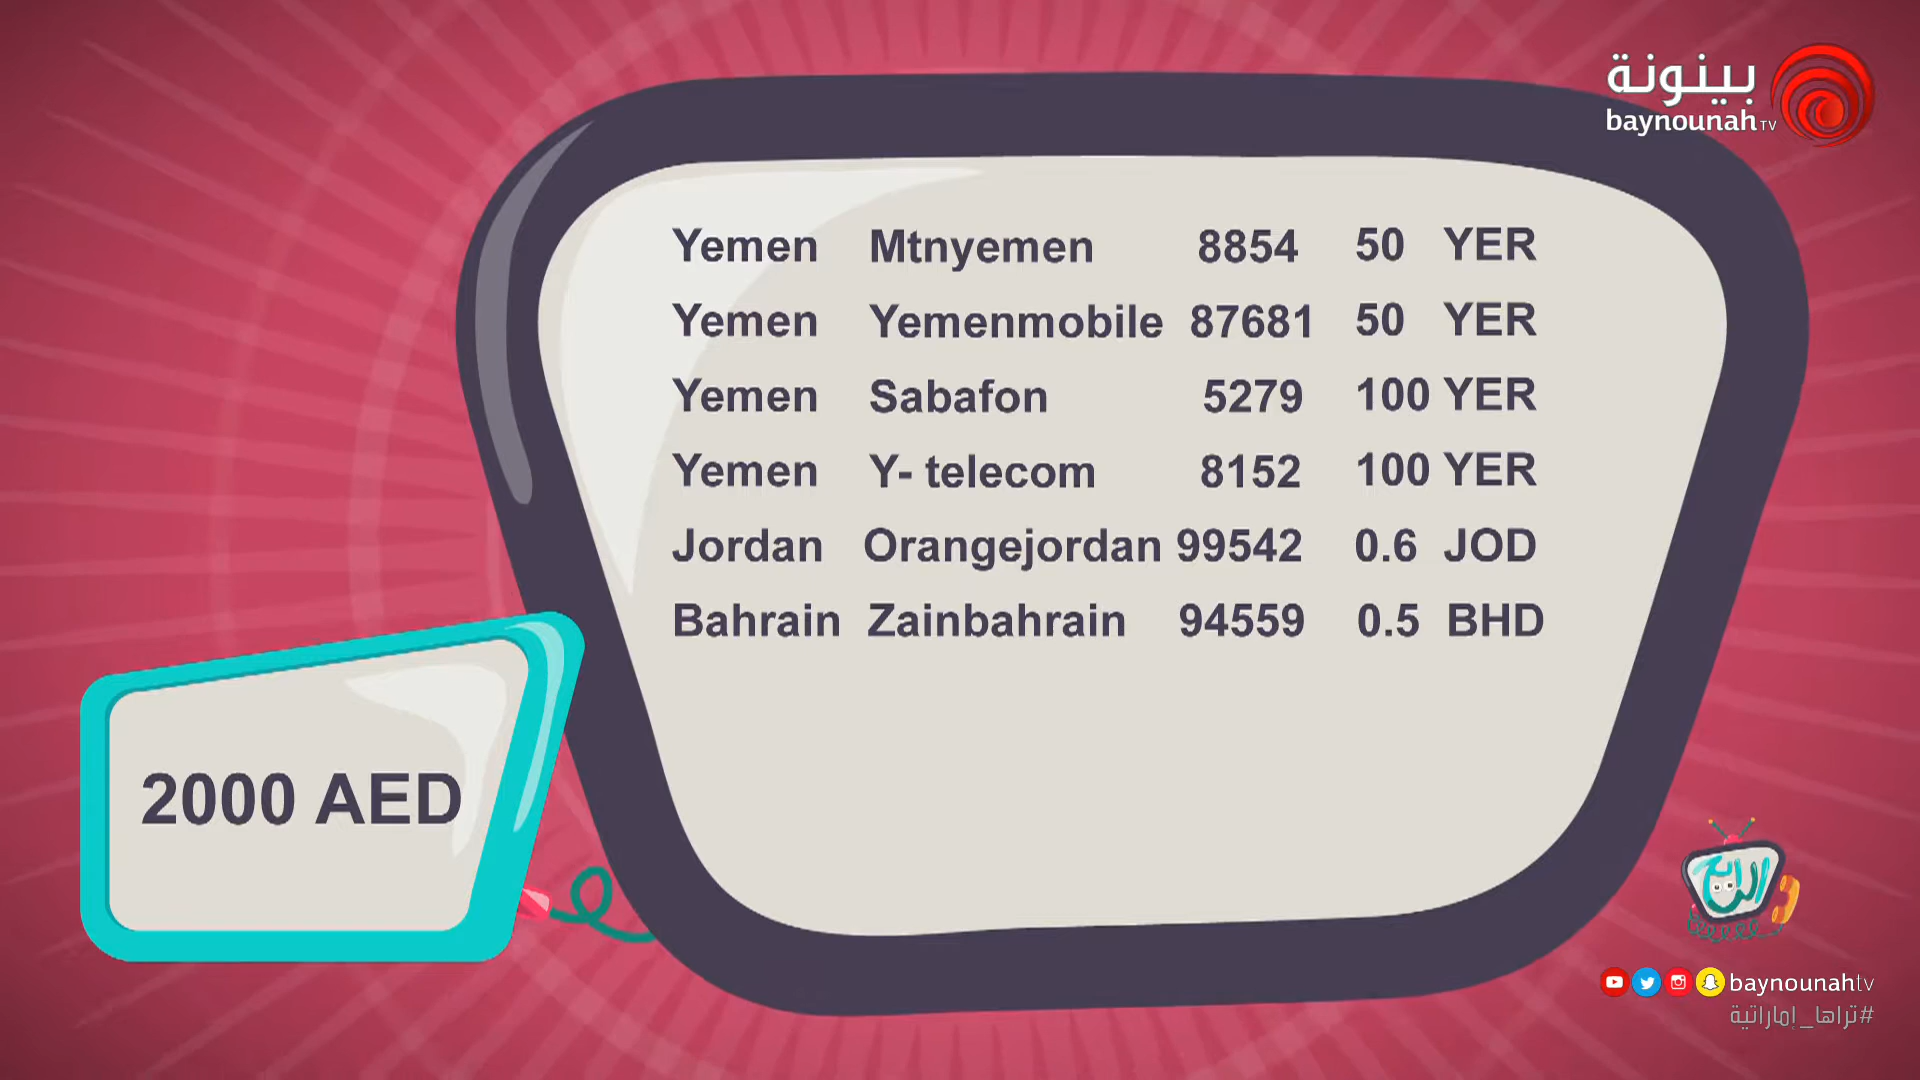 بينونة
baynounah TV
Yemen Mtnyemen 8854 50 YER
Yemen Yemenmobile 87681 50 YER
Yemen Sabafon 5279 100 YER
Yemen Y- telecom 8152 100 YER
Jordan Orangejordan 99542 0.6 JOD
Bahrain Zainbahrain 94559 0.5 BHD
2000 AED
الرابح
baynounahtv
#تراها_إماراتية